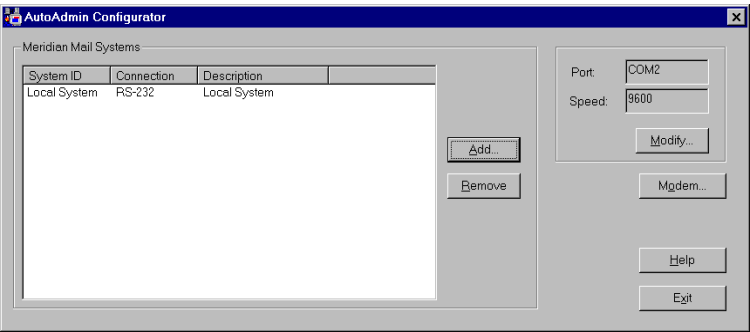 AutoAdmin Configurator
Meridian Mail Systems
System ID Connection Description
Local System RS-232 Local System
Add...
Remove
Port: COM2
Speed: 9600
Modify...
Modem...
Help
Exit